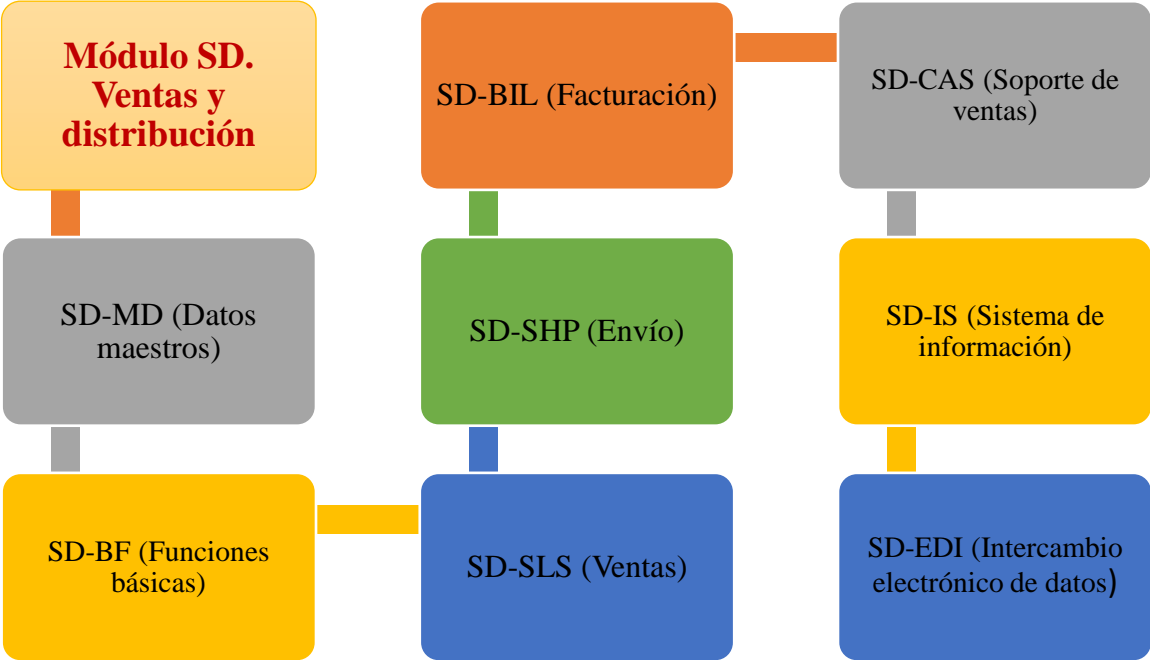 Módulo SD.
Ventas y
distribución
SD-MD (Datos
maestros)
SD-BF (Funciones
básicas)
SD-SLS (Ventas)
SD-SHP (Envío)
SD-BIL (Facturación)
SD-CAS (Soporte de
ventas)
SD-IS (Sistema de
información)
SD-EDI (Intercambio
electrónico de datos)